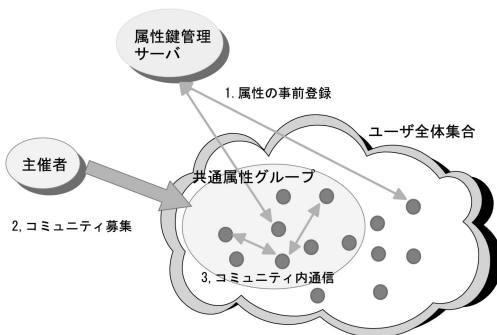 属性鍵管理
サーバ
1.属性の事前登録
ユーザ全体集合
主催者
共通属性グループ
2,コミュニティ募集
3,コミュニティ内通信